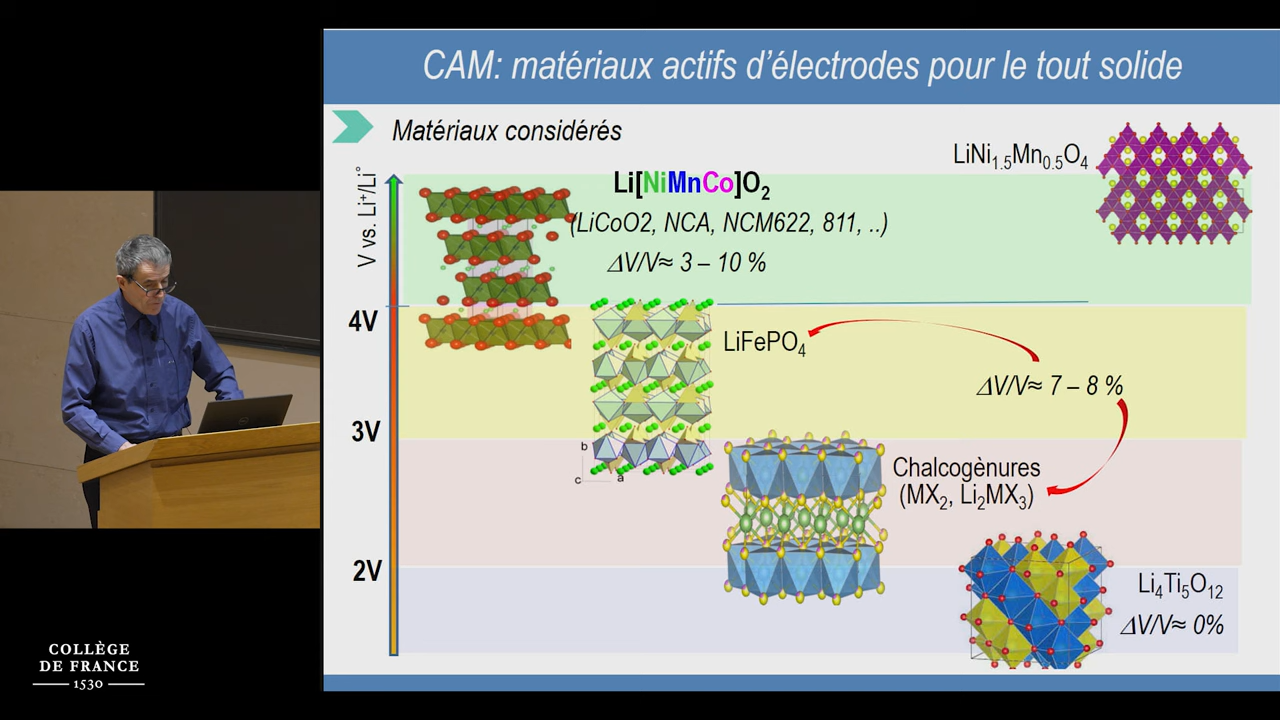 CAM: matériaux actifs d'électrodes pour le tout solide
Matériaux considérés
LiNi1.5Mn0.5O4
V vs. Li+/Li°
Li[NiMnCo]O2
(LiCoO2, NCA, NCM622, 811, ..)
ΔV/V≈ 3 – 10 %
4V
LiFePO4
ΔV/V≈ 7 – 8 %
3V
b
c
a
Chalcogènures
(MX2, Li2MX3)
2V
Li4Ti5O12
ΔV/V≈ 0%
COLLÈGE
DE FRANCE
1530